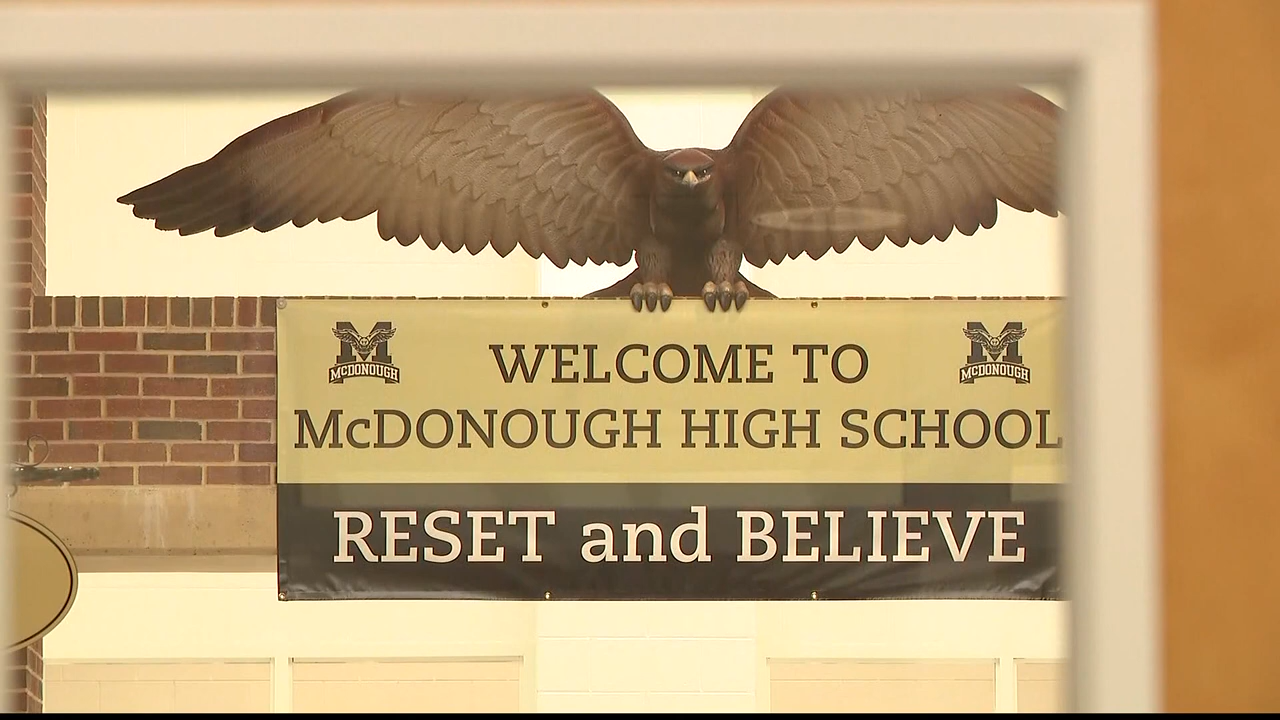 WELCOME TO
McDONOUGH HIGH SCHOOL
RESET and BELIEVE
M
MCDONOUGH
M
MCDONOUGH